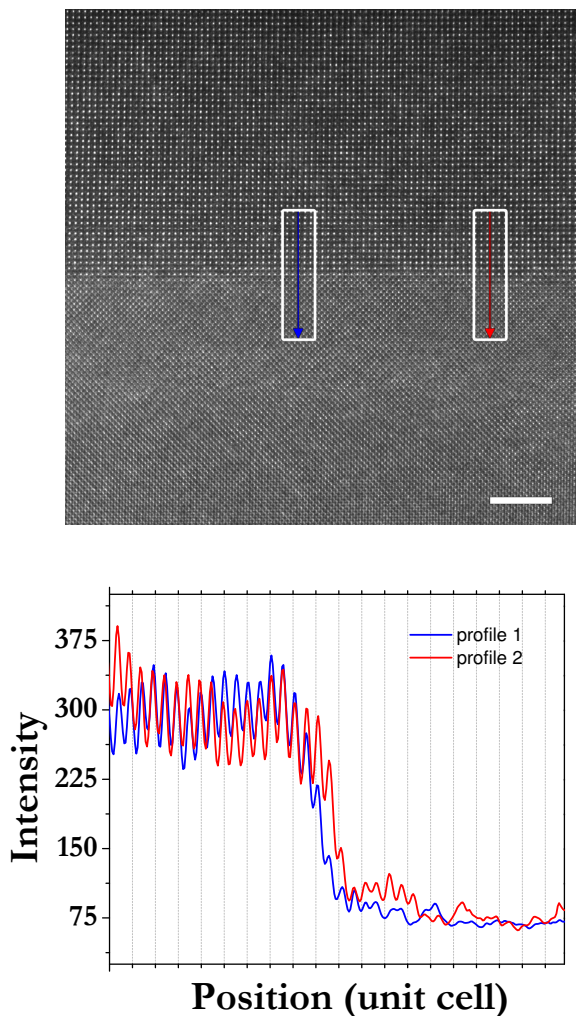 375
300
225
150
75
Intensity
profile 1
profile 2
Position (unit cell)